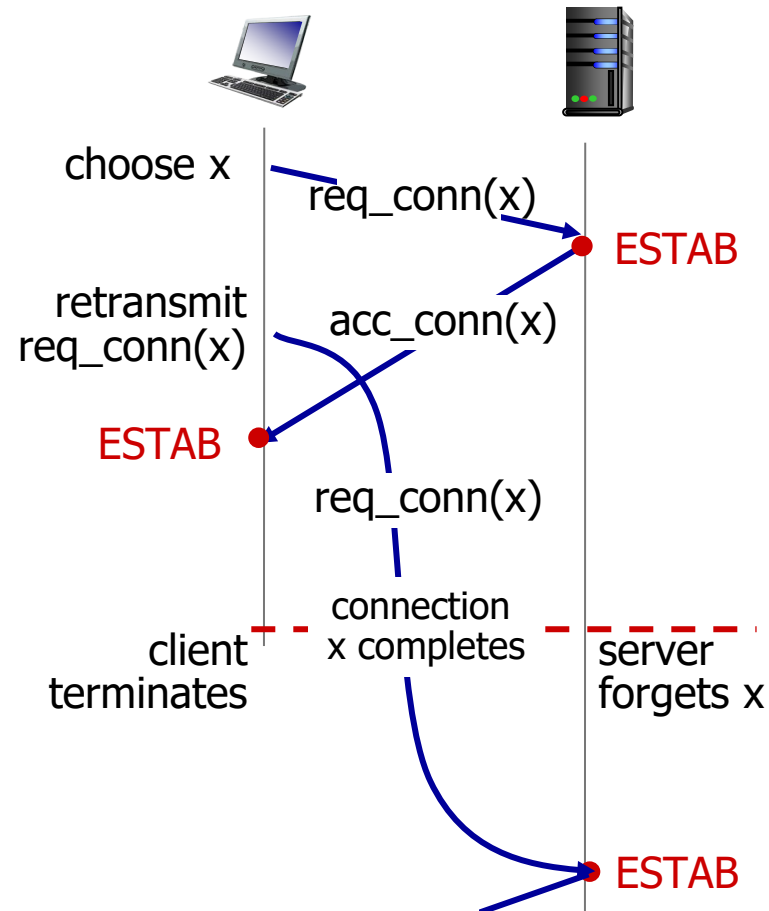 choose x
req_conn(x)
ESTAB
retransmit
req_conn(x)
acc_conn(x)
ESTAB
req_conn(x)
connection
x completes
client
terminates
server
forgets x
ESTAB